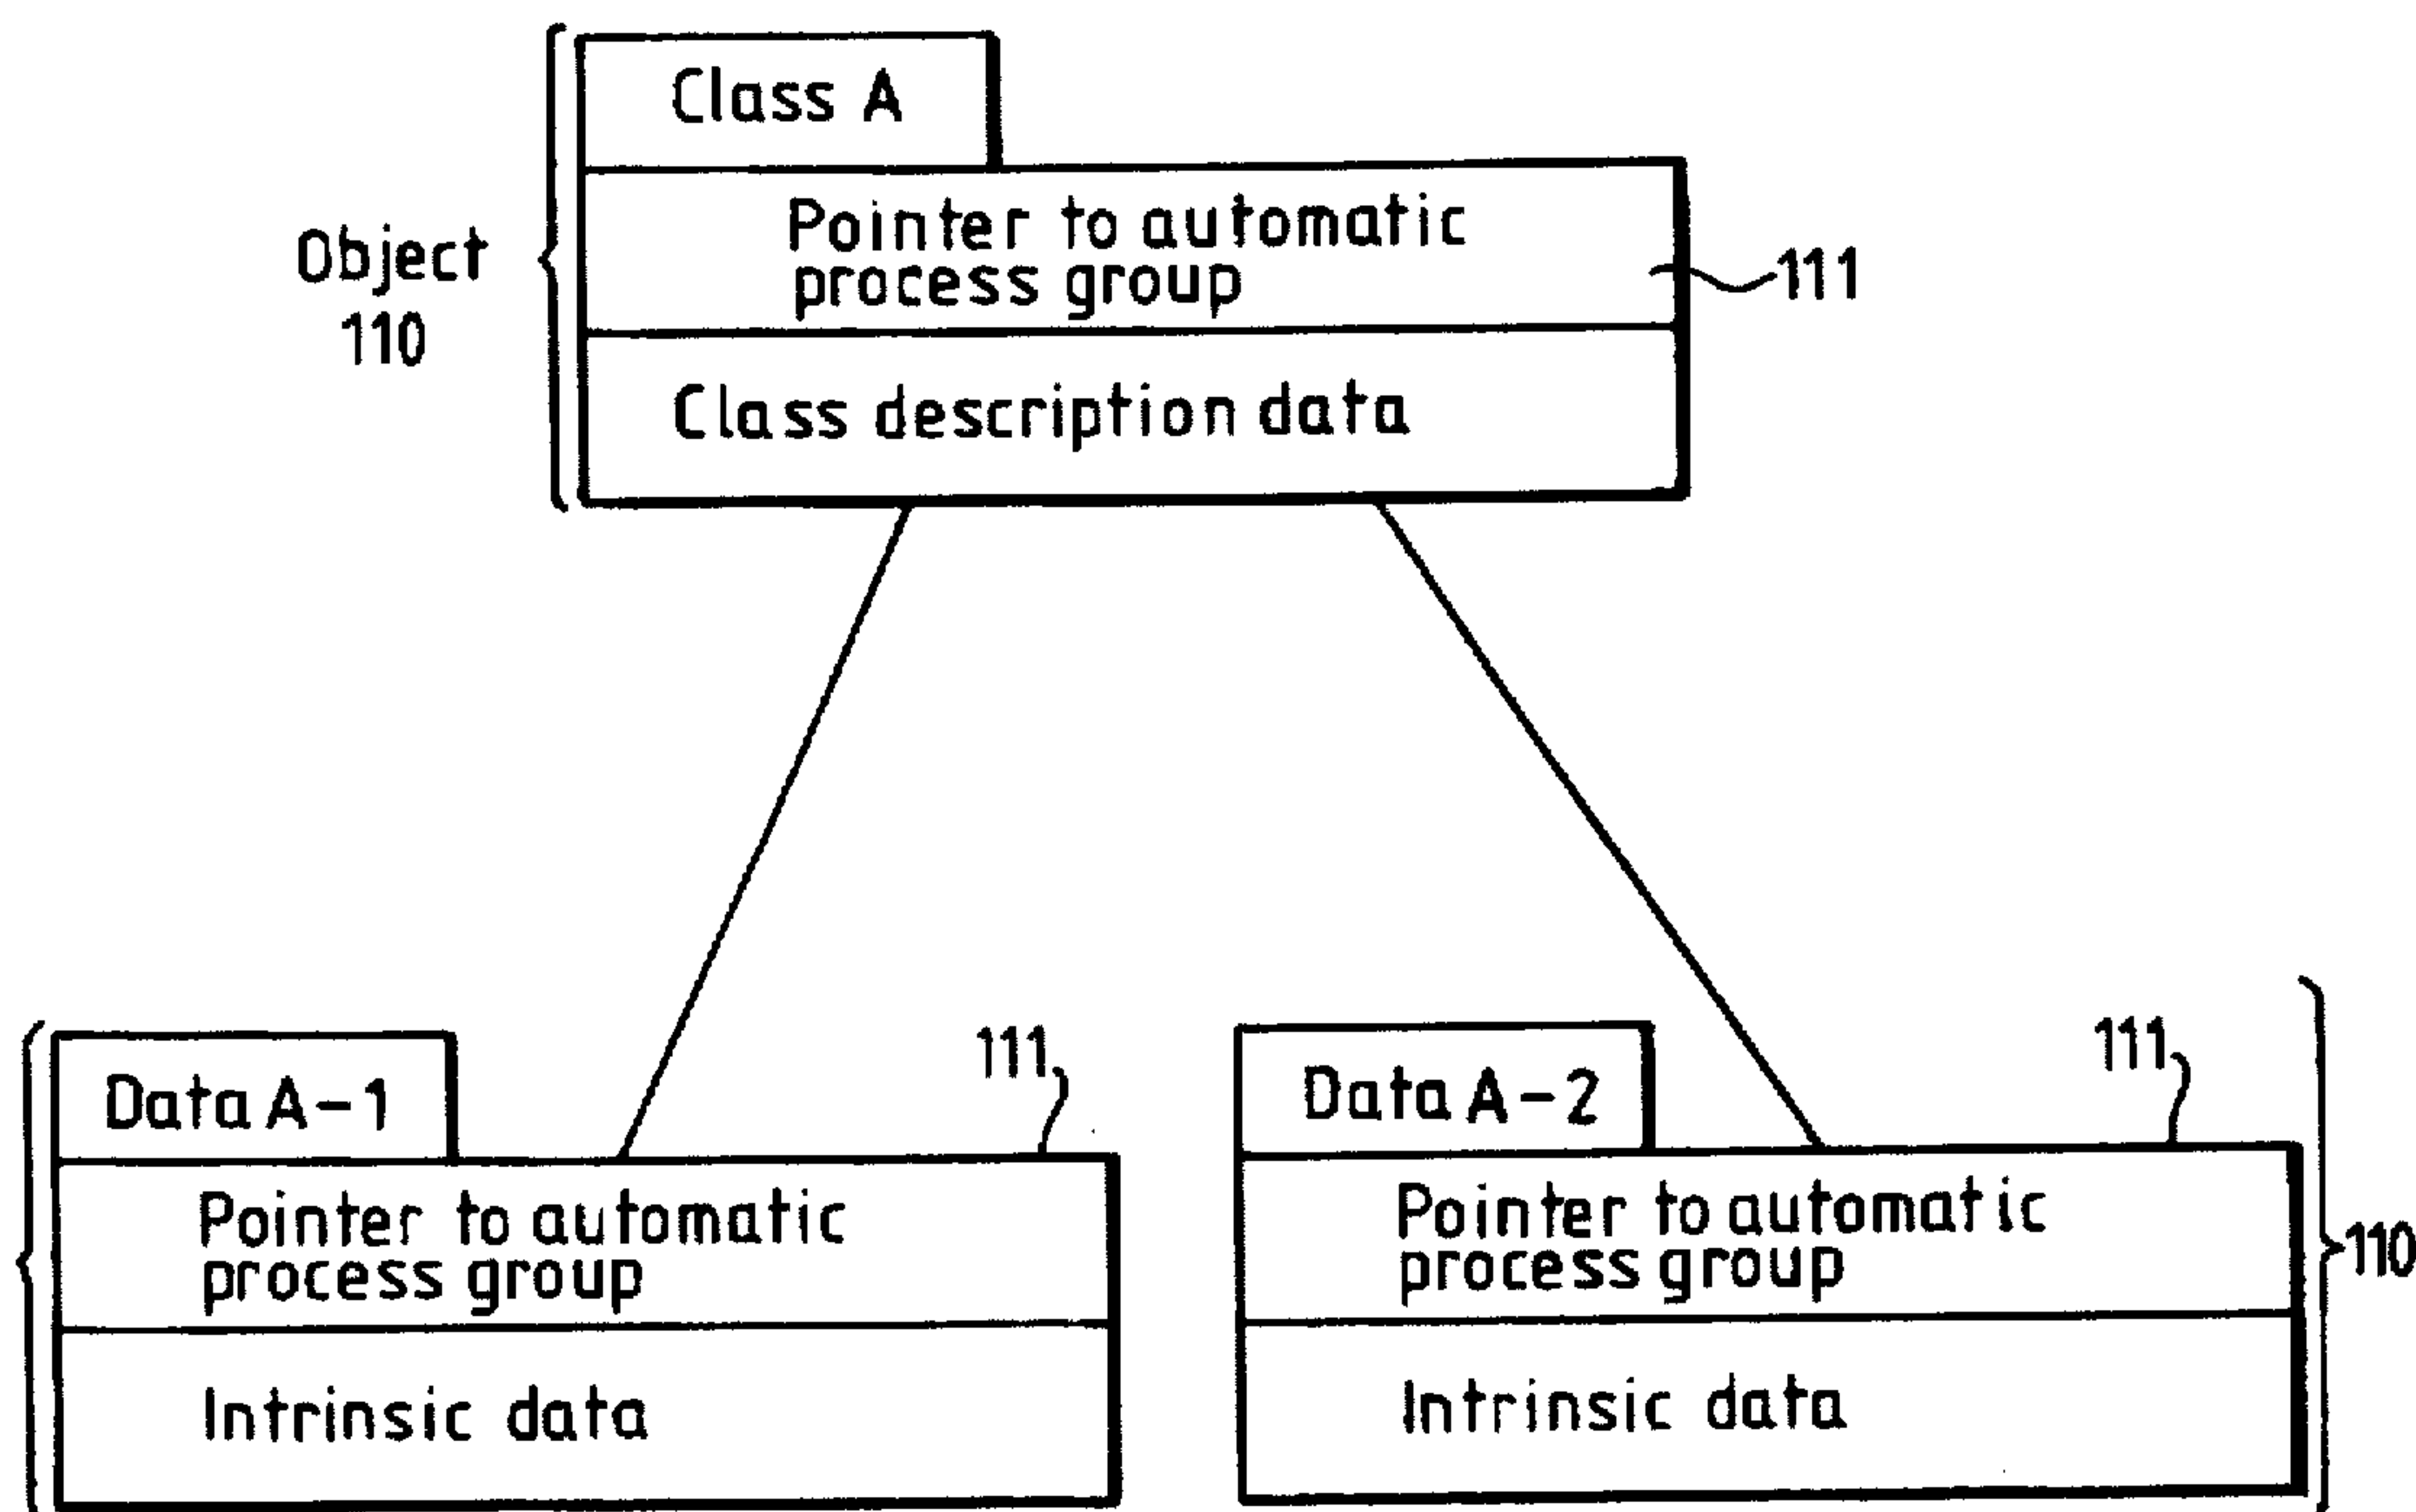 Class A
Pointer to automatic
process group
111
Object
110
Class description data
Data A-1
111
Pointer to automatic
process group
Intrinsic data
Data A-2
111
Pointer to automatic
process group
110
Intrinsic data